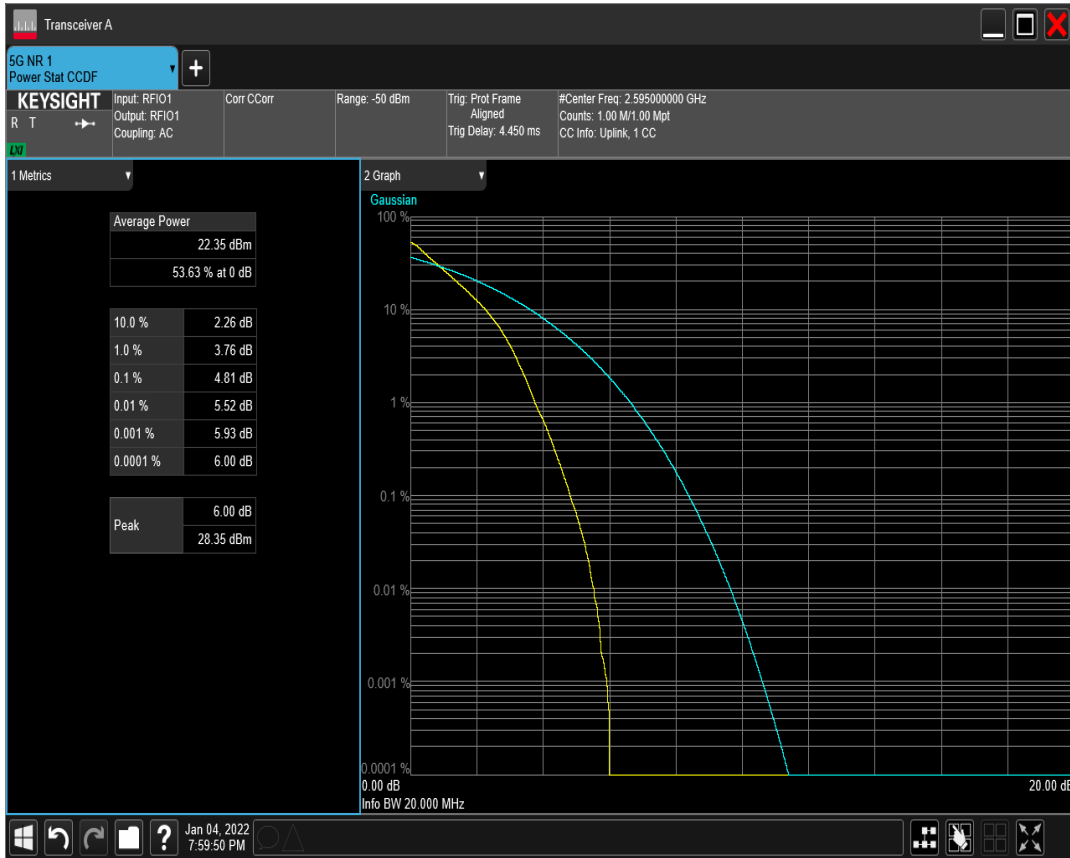 Transceiver A
5G NR 1
Power Stat CCDF
KEYSIGHT
R T
LXI
Input: RFIO1
Output: RFIO1
Coupling: AC
Corr CCorr
Range: -50 dBm
Trig: Prot Frame
Aligned
Trig Delay: 4.450 ms
#Center Freq: 2.595000000 GHz
Counts: 1.00 M/1.00 Mpt
CC Info: Uplink, 1 CC
1 Metrics
Average Power
22.35 dBm
53.63 % at 0 dB
10.0 % 2.26 dB
1.0 % 3.76 dB
0.1 % 4.81 dB
0.01 % 5.52 dB
0.001 % 5.93 dB
0.0001 % 6.00 dB
Peak 6.00 dB
28.35 dBm
2 Graph
Gaussian
100 %
10 %
1 %
0.1 %
0.01 %
0.001 %
0.0001 %
0.00 dB 20.00 dB
Info BW 20.000 MHz
? Jan 04, 2022
7:59:50 PM